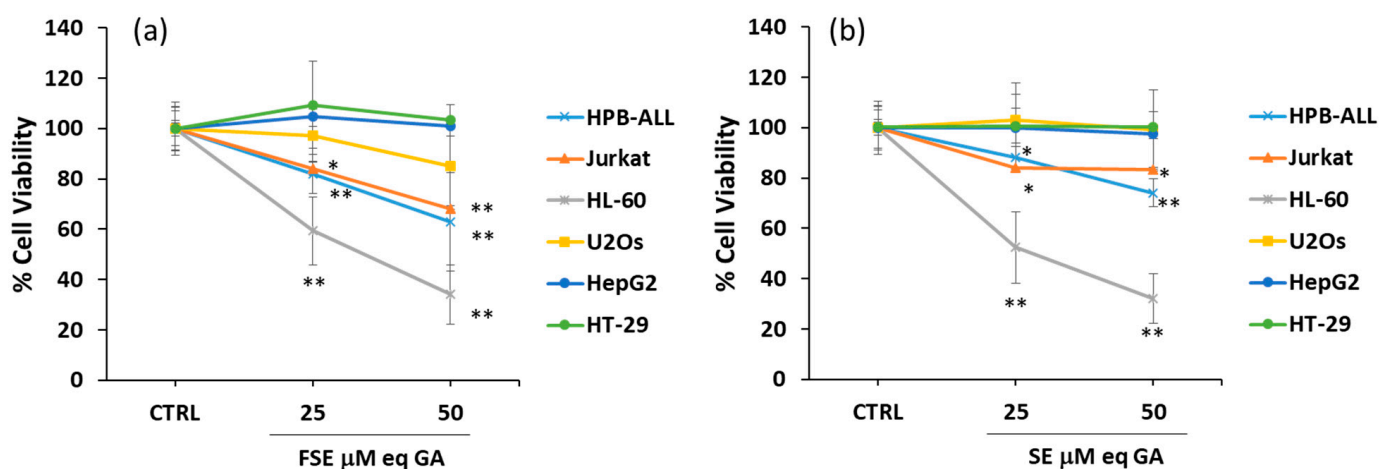 (a)
% Cell Viability
140
120
100
80
60
40
20
0
*
**
**
**
**
**
CTRL 25 50
FSE μM eq GA
HPB-ALL
Jurkat
HL-60
U2Os
HepG2
HT-29
(b)
% Cell Viability
140
120
100
80
60
40
20
0
*
*
*
**
**
**
CTRL 25 50
SE μM eq GA
HPB-ALL
Jurkat
HL-60
U2Os
HepG2
HT-29